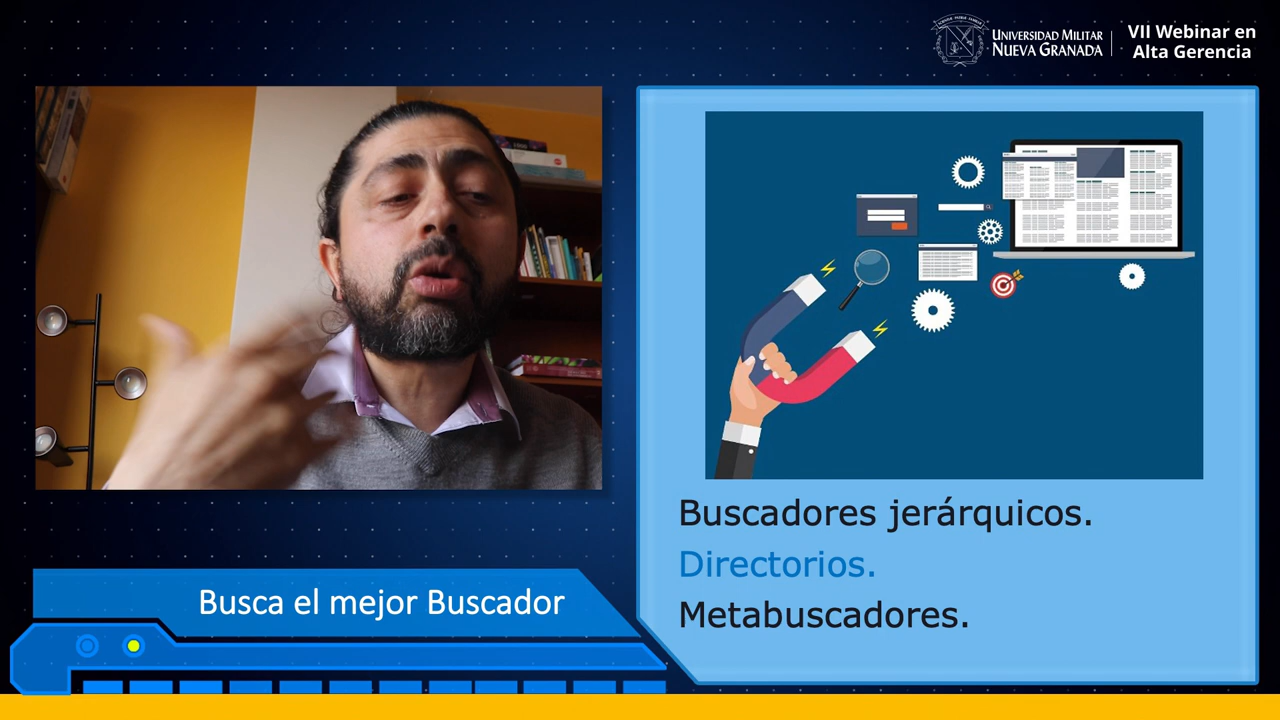 UNIVERSIDAD MILITAR
NUEVA GRANADA
VII Webinar en
Alta Gerencia
Buscadores jerárquicos.
Directorios.
Metabuscadores.
Busca el mejor Buscador